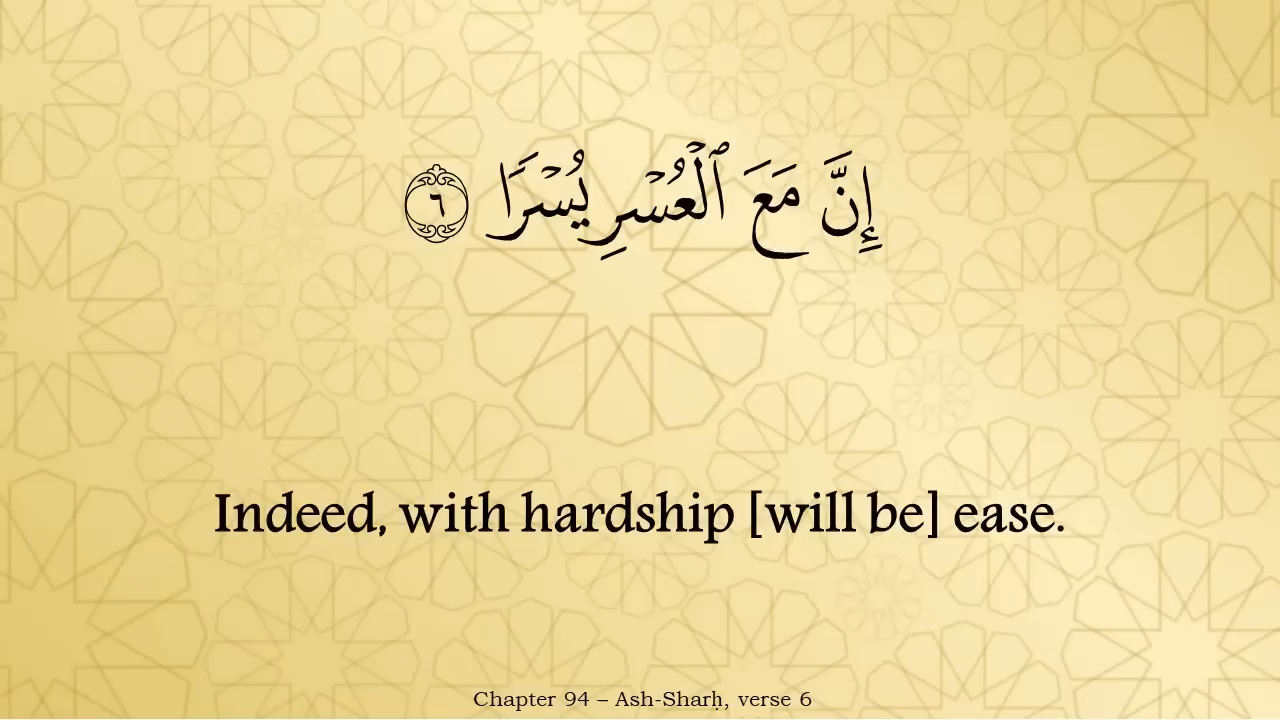 إِنَّ مَعَ ٱلْعُسْرِ يُسْرًا ٦
Indeed, with hardship [will be] ease.
Chapter 94 – Ash-Sharḥ, verse 6